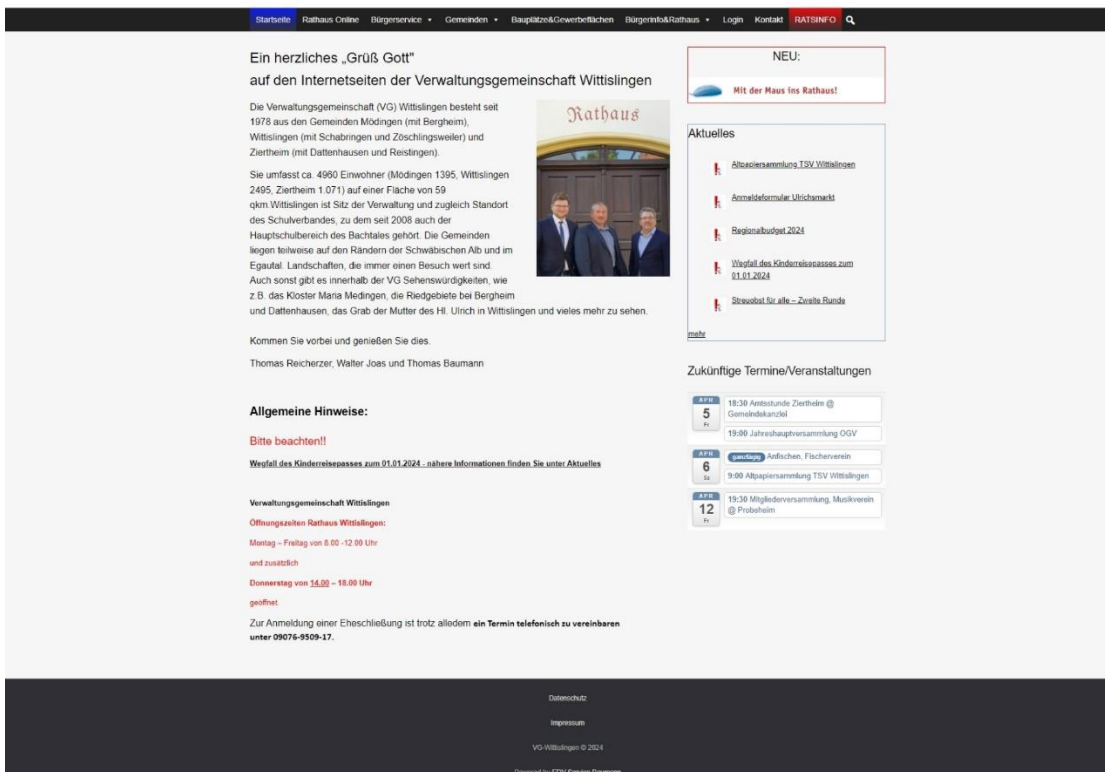 Startseite Rathaus Online Bürgerservice Gemeinden Bauplätze&Gewerbeflächen Bürgerinfo&Rathaus Login Kontakt RATSINFO
Ein herzliches „Grüß Gott"
auf den Internetseiten der Verwaltungsgemeinschaft Wittislingen
Die Verwaltungsgemeinschaft (VG) Wittislingen besteht seit
1978 aus den Gemeinden Mödingen (mit Bergheim),
Wittislingen (mit Schabringen und Zöschlingsweiler) und
Ziertheim (mit Dattenhausen und Reistingen).
Sie umfasst ca. 4960 Einwohner (Mödingen 1395, Wittislingen
2495, Ziertheim 1.071) auf einer Fläche von 59
qkm.Wittislingen ist Sitz der Verwaltung und zugleich Standort
des Schulverbandes, zu dem seit 2008 auch der
Hauptschulbereich des Bachtales gehört. Die Gemeinden
liegen teilweise auf den Rändern der Schwäbischen Alb und im
Egautal. Landschaften, die immer einen Besuch wert sind.
Auch sonst gibt es innerhalb der VG Sehenswürdigkeiten, wie
z.B. das Kloster Maria Medingen, die Riedgebiete bei Bergheim
und Dattenhausen, das Grab der Mutter des Hl. Ulrich in Wittislingen und vieles mehr zu sehen.
Rathaus
Kommen Sie vorbei und genießen Sie dies.
Thomas Reicherzer, Walter Joas und Thomas Baumann
Allgemeine Hinweise:
Bitte beachten!!
Wegfall des Kinderreisepasses zum 01.01.2024 - nähere Informationen finden Sie unter Aktuelles
Verwaltungsgemeinschaft Wittislingen
Öffnungszeiten Rathaus Wittislingen:
Montag – Freitag von 8.00 -12.00 Uhr
und zusätzlich
Donnerstag von 14.00 – 18.00 Uhr
geöffnet
Zur Anmeldung einer Eheschließung ist trotz alledem ein Termin telefonisch zu vereinbaren
unter 09076-9509-17.
NEU:
Mit der Maus ins Rathaus!
Aktuelles
Altpapiersammlung TSV Wittislingen
Anmeldeformular Ulrichsmarkt
Regionalbudget 2024
Wegfall des Kinderreisepasses zum
01.01.2024
Streuobst für alle – Zweite Runde
mehr
Zukünftige Termine/Veranstaltungen
APR
5
Fr
18:30 Amtsstunde Ziertheim @
Gemeindekanzlei
19:00 Jahreshauptversammlung OGV
APR
6
Sa
ganztägig Anfischen, Fischerverein
9:00 Altpapiersammlung TSV Wittislingen
APR
12
Fr
19:30 Mitgliederversammlung, Musikverein
@ Probeheim
Datenschutz
Impressum
VG-Wittislingen © 2024
Powered by EDV-Service Baumann